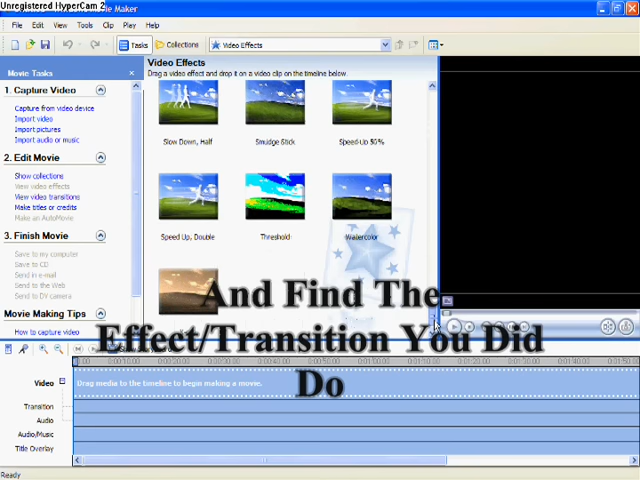 Unregistered HyperCam 2
Maker
File Edit View Tools Clip Play Help
Tasks Collections Video Effects
Movie Tasks
Video Effects
Drag a video effect and drop it on a video clip on the timeline below.
1. Capture Video
Capture from video device
Import video
Import pictures
Import audio or music
2. Edit Movie
Show collections
View video effects
View video transitions
Make titles or credits
Make an AutoMovie
3. Finish Movie
Save to my computer
Save to CD
Send in e-mail
Send to the Web
Send to DV camera
Movie Making Tips
How to capture video
Slow Down, Half
Smudge Stick
Speed-Up 50%
Speed Up, Double
Threshold
Watercolor
And Find The
Effect/Transition You Did
Do
Video
Drag media to the timeline to begin making a movie.
Transition
Audio
Audio/Music
Title Overlay
Ready